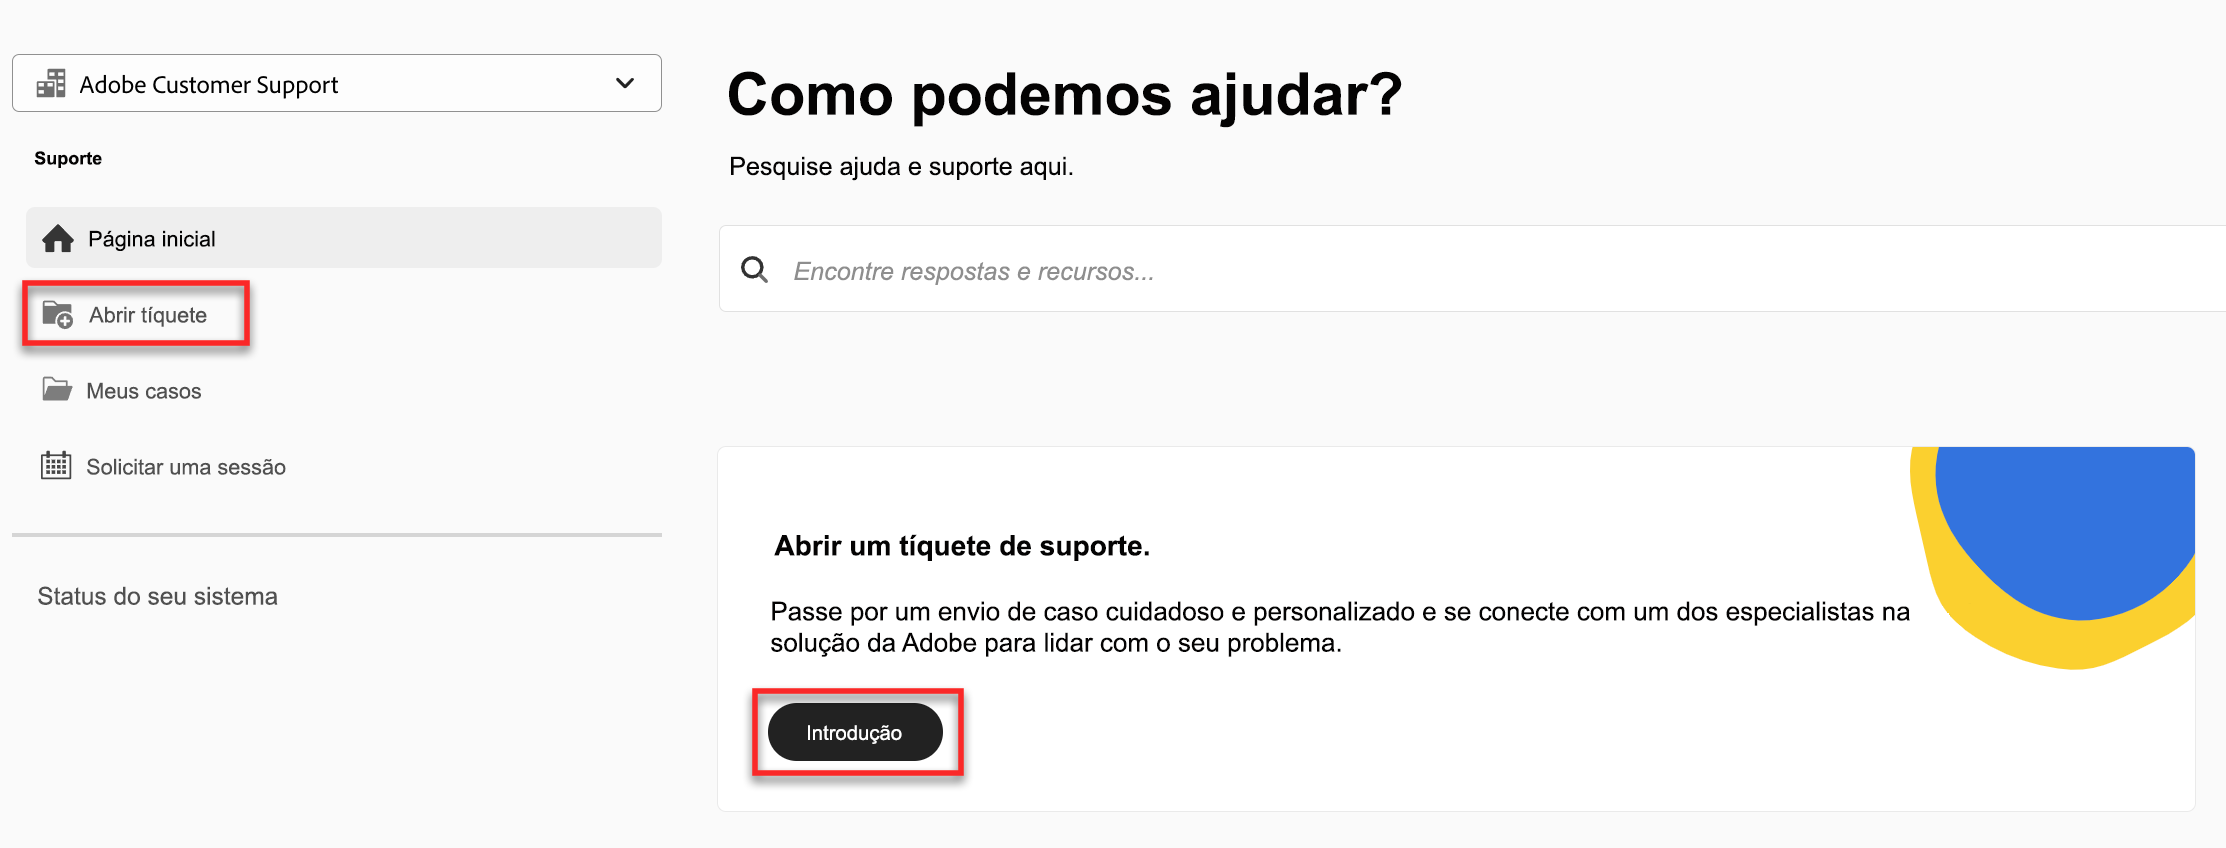 Adobe Customer Support
Suporte
Página inicial
Abrir tíquete
Meus casos
Solicitar uma sessão
Status do seu sistema
Como podemos ajudar?
Pesquise ajuda e suporte aqui.
Encontre respostas e recursos...
Abrir um tíquete de suporte.
Passe por um envio de caso cuidadoso e personalizado e se conecte com um dos especialistas na
solução da Adobe para lidar com o seu problema.
Introdução